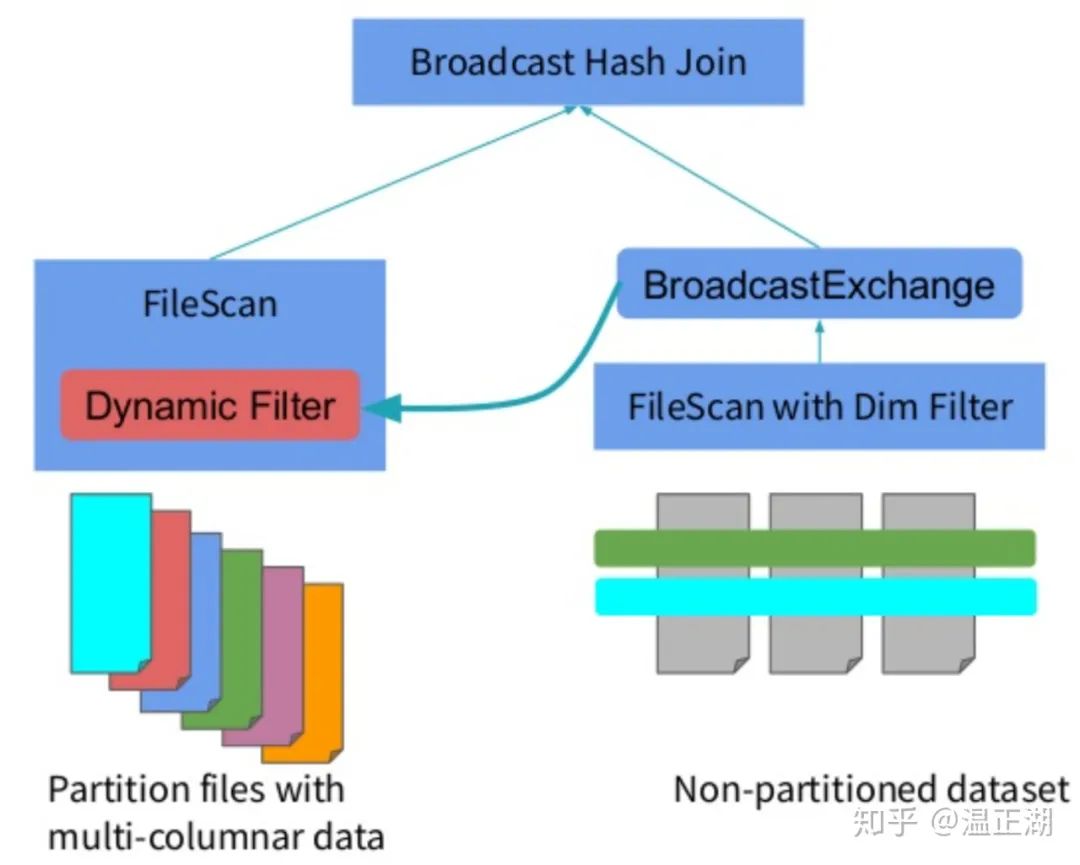 Broadcast Hash Join
FileScan
BroadcastExchange
Dynamic Filter
FileScan with Dim Filter
Partition files with
multi-columnar data
Non-partitioned dataset
知乎 @温正湖